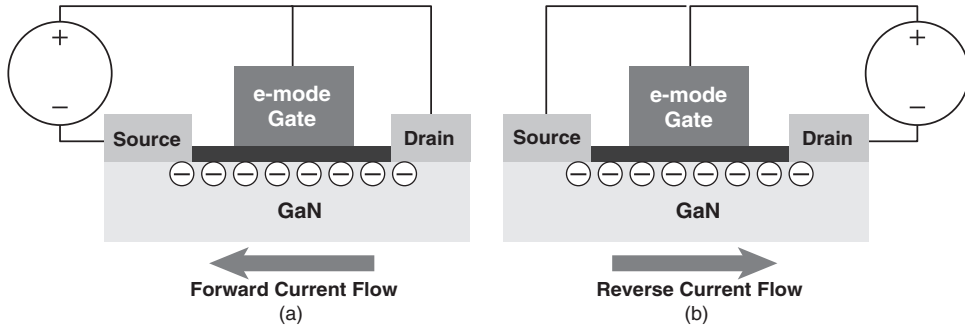 +
−
e-mode
Gate
Source
Drain
− − − − − − − −
GaN
Forward Current Flow
(a)
+
−
e-mode
Gate
Source
Drain
− − − − − − − −
GaN
Reverse Current Flow
(b)